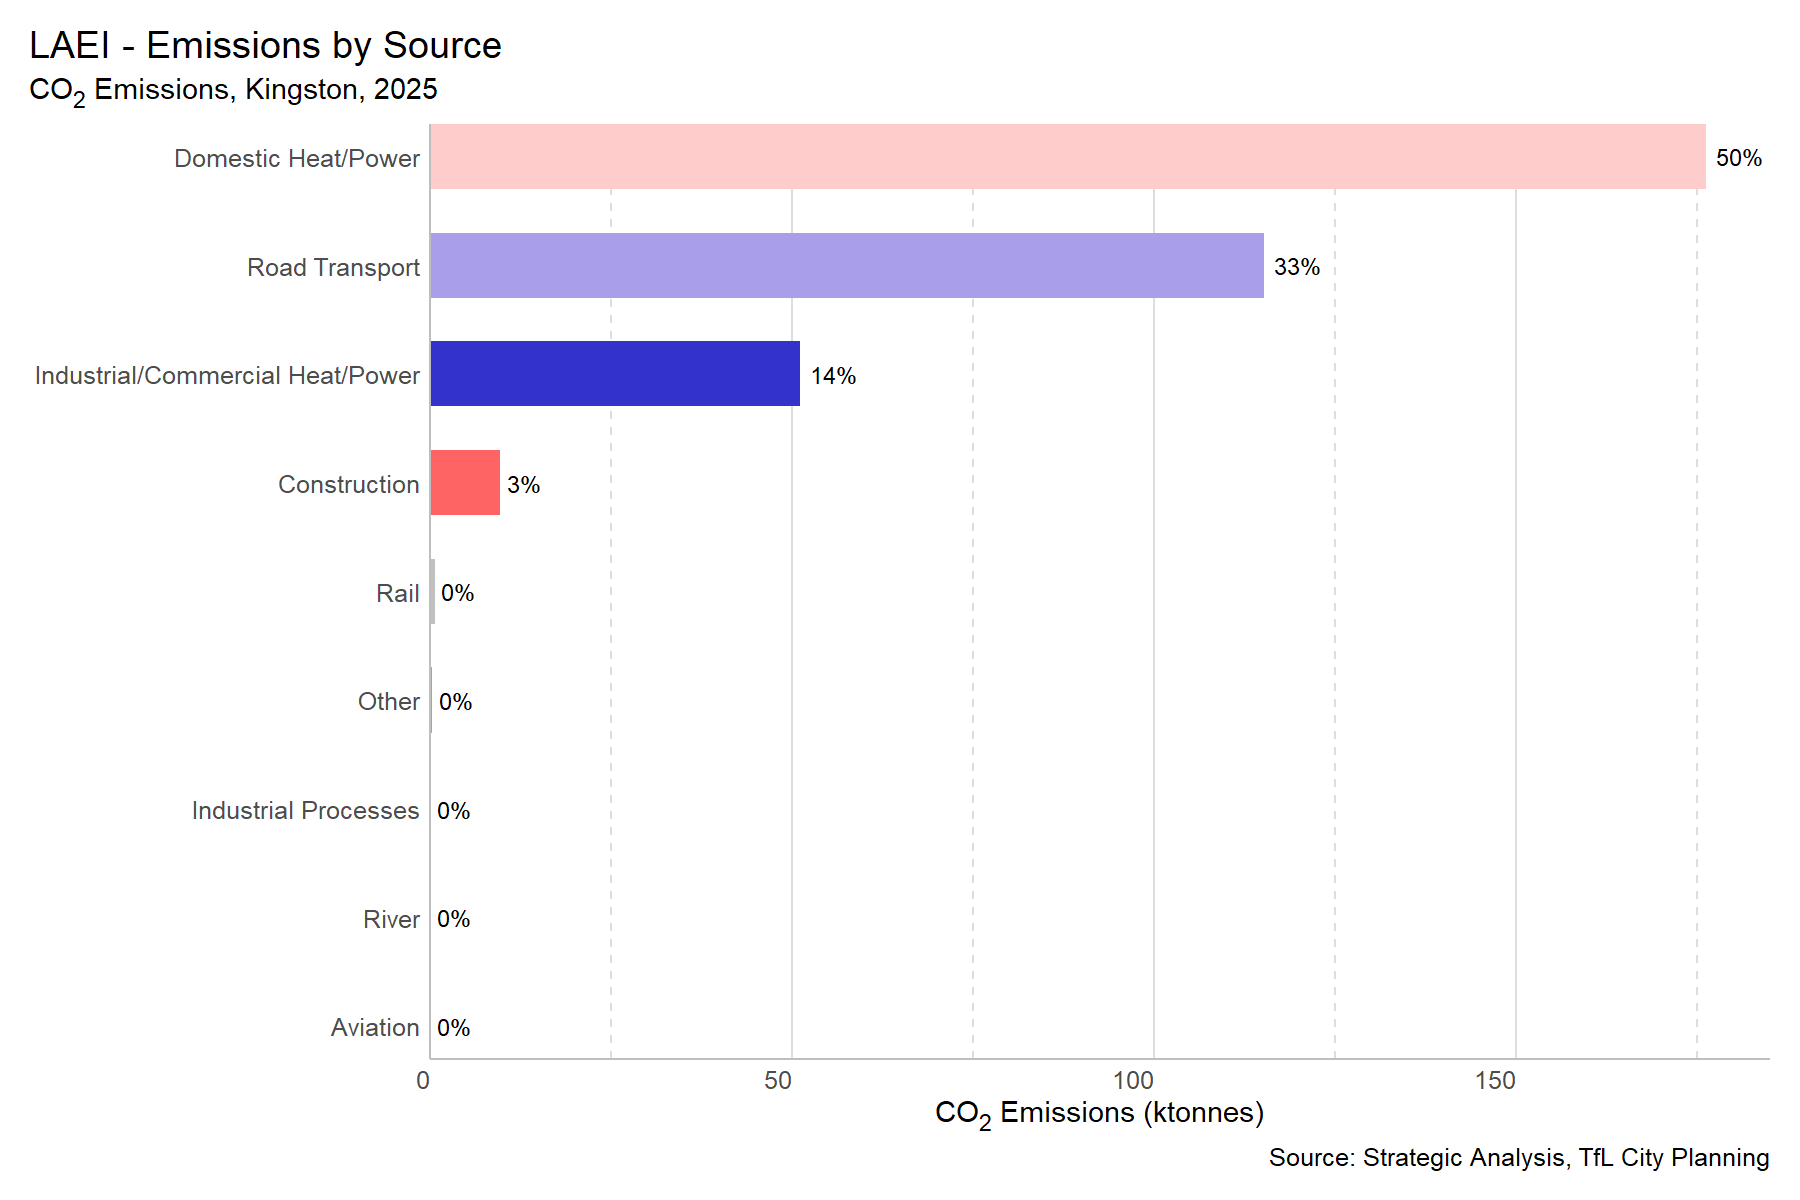 LAEI - Emissions by Source
CO₂ Emissions, Kingston, 2025
Domestic Heat/Power 50%
Road Transport 33%
Industrial/Commercial Heat/Power 14%
Construction 3%
Rail 0%
Other 0%
Industrial Processes 0%
River 0%
Aviation 0%
0 50 100 150
CO₂ Emissions (ktonnes)
Source: Strategic Analysis, TfL City Planning